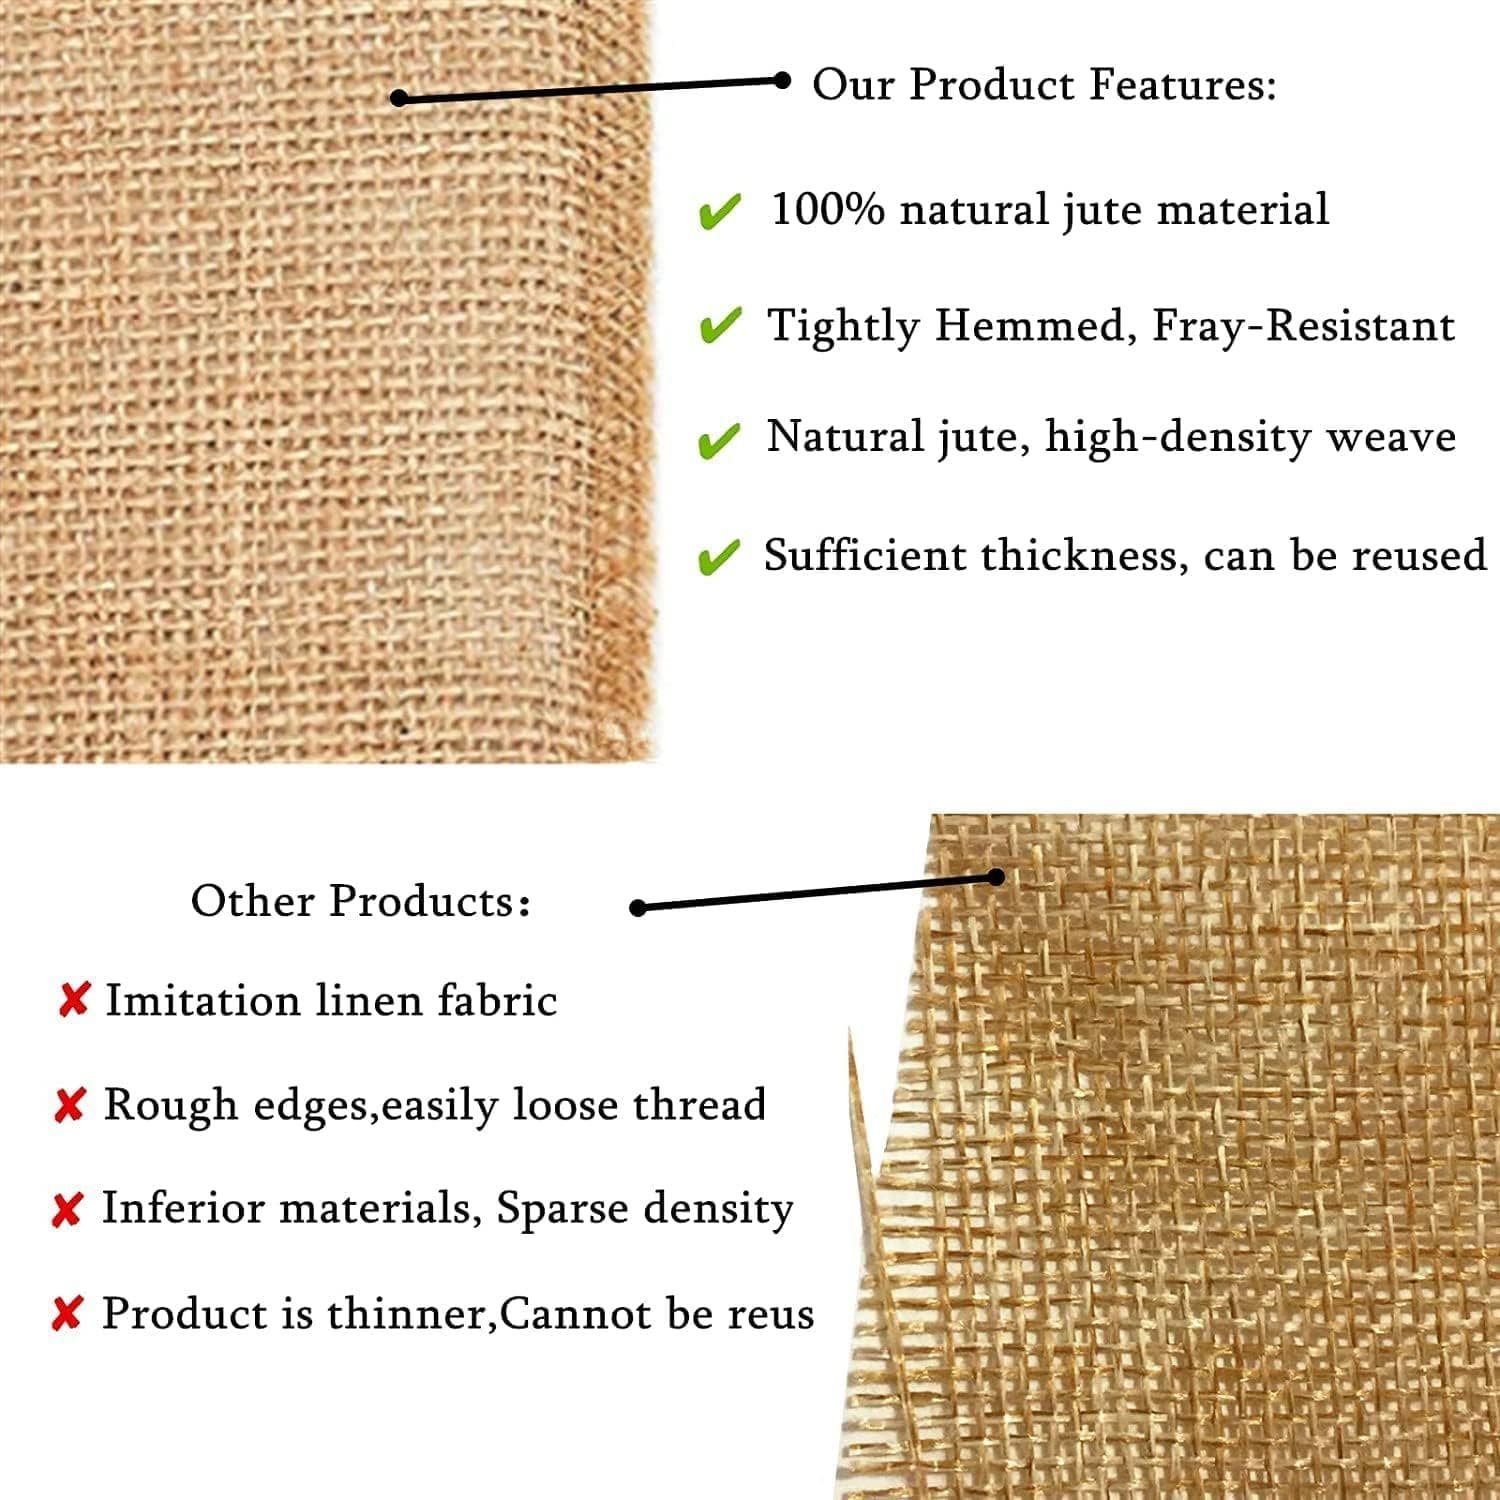 Our Product Features:
100% natural jute material
Tightly Hemmed, Fray-Resistant
Natural jute, high-density weave
Sufficient thickness, can be reused
Other Products:
Imitation linen fabric
Rough edges,easily loose thread
Inferior materials, Sparse density
Product is thinner,Cannot be reus